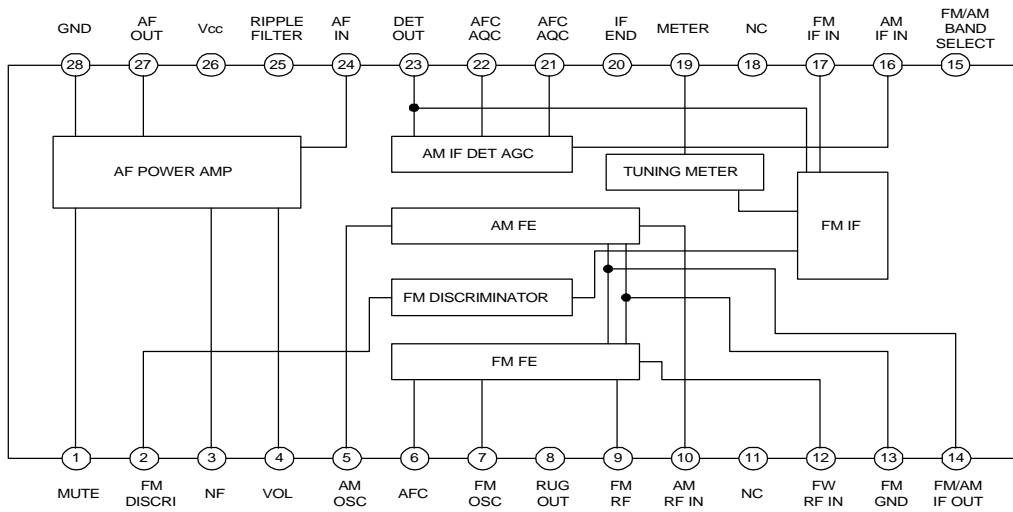 GND
AF
OUT
Vcc
RIPPLE
FILTER
AF
IN
DET
OUT
AFC
AQC
AFC
AQC
IF
END
METER
NC
FM
IF IN
AM
IF IN
FM/AM
BAND
SELECT
28 27 26 25 24 23 22 21 20 19 18 17 16 15
AF POWER AMP
AM IF DET AGC
TUNING METER
AM FE
FM IF
FM DISCRIMINATOR
FM FE
1 2 3 4 5 6 7 8 9 10 11 12 13 14
MUTE
FM
DISCRI
NF
VOL
AM
OSC
AFC
FM
OSC
RUG
OUT
FM
RF
AM
RF IN
NC
FW
RF IN
FM
GND
FM/AM
IF OUT